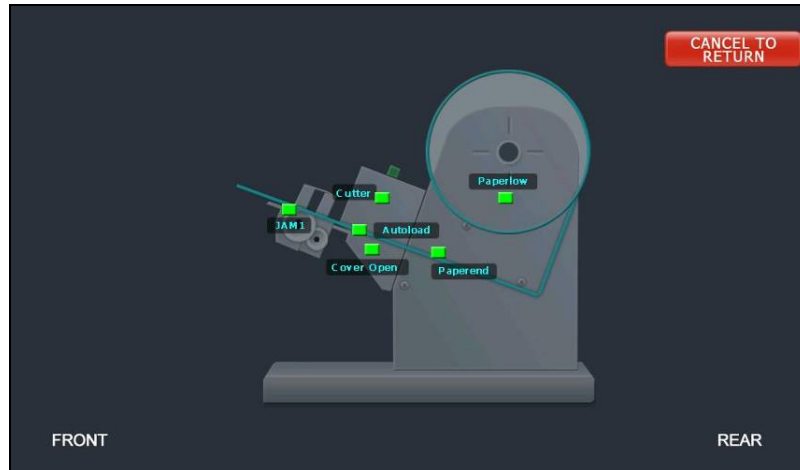 CANCEL TO
RETURN
Paperlow
Cutter
JAM1
Autoload
Cover Open
Paperend
FRONT
REAR